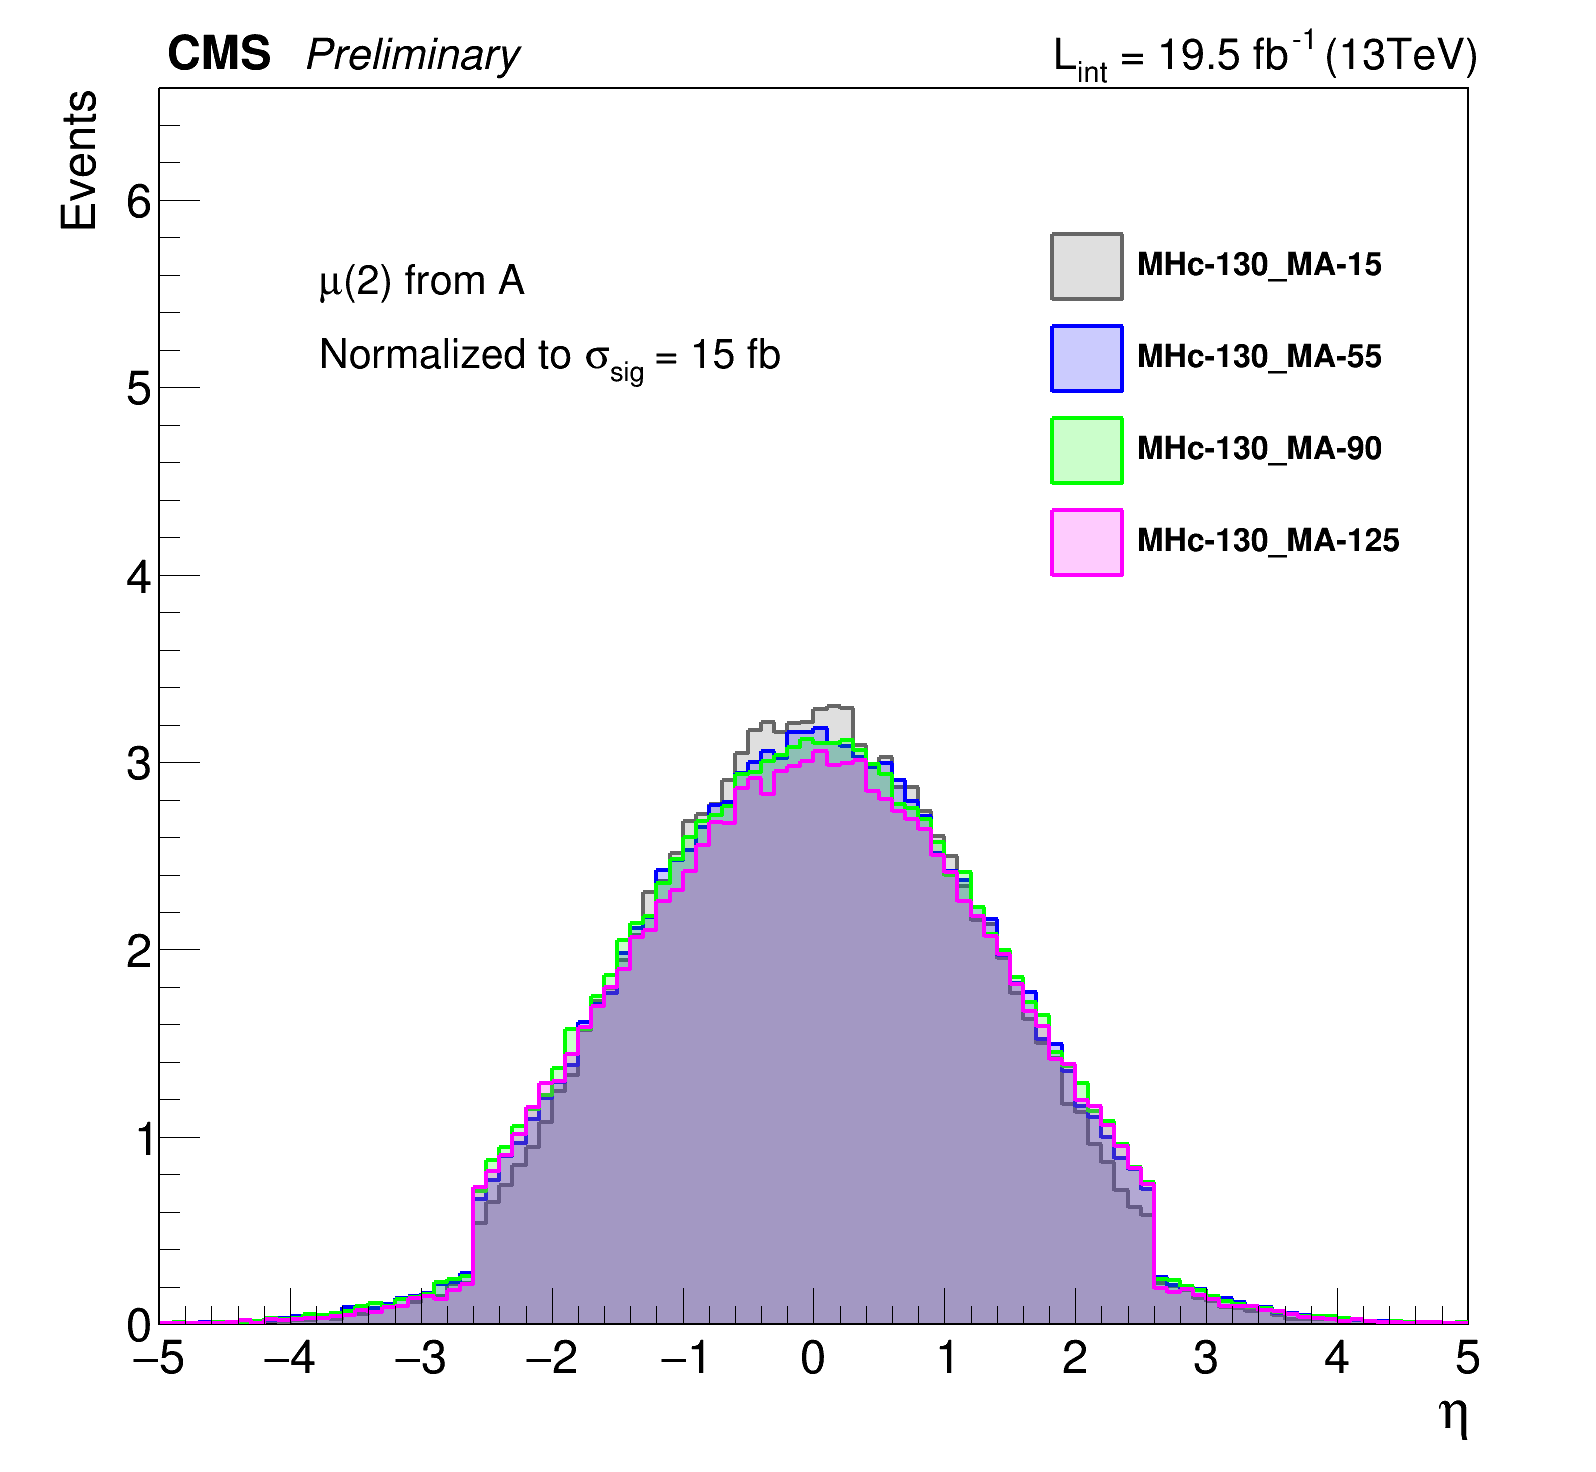 CMS Preliminary L_int = 19.5 fb^-1 (13TeV)
Events
6
5
4
3
2
1
0
μ(2) from A
Normalized to σ_sig = 15 fb
MHc-130_MA-15
MHc-130_MA-55
MHc-130_MA-90
MHc-130_MA-125
−5 −4 −3 −2 −1 0 1 2 3 4 5
η